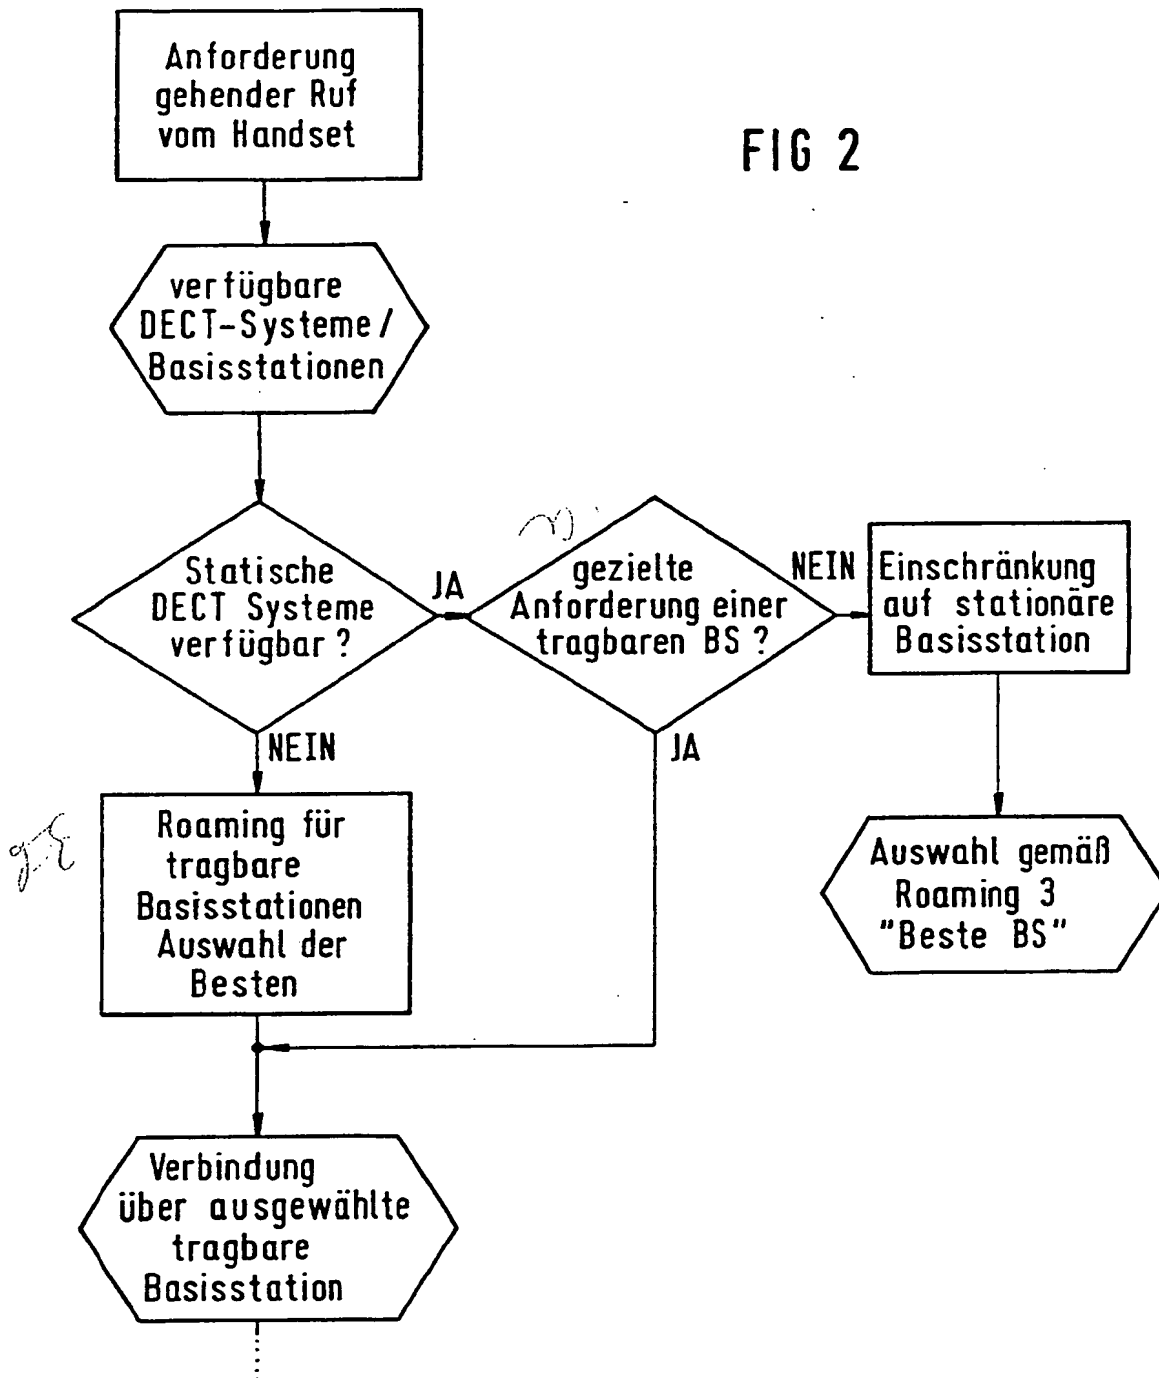 Anforderung
gehender Ruf
vom Handset
FIG 2
verfügbare
DECT-Systeme/
Basisstationen
Statische
DECT Systeme
verfügbar ?
JA
gezielte
Anforderung einer
tragbaren BS ?
NEIN
Einschränkung
auf stationäre
Basisstation
NEIN
JA
Roaming für
tragbare
Basisstationen
Auswahl der
Besten
Auswahl gemäß
Roaming 3
"Beste BS"
Verbindung
über ausgewählte
tragbare
Basisstation